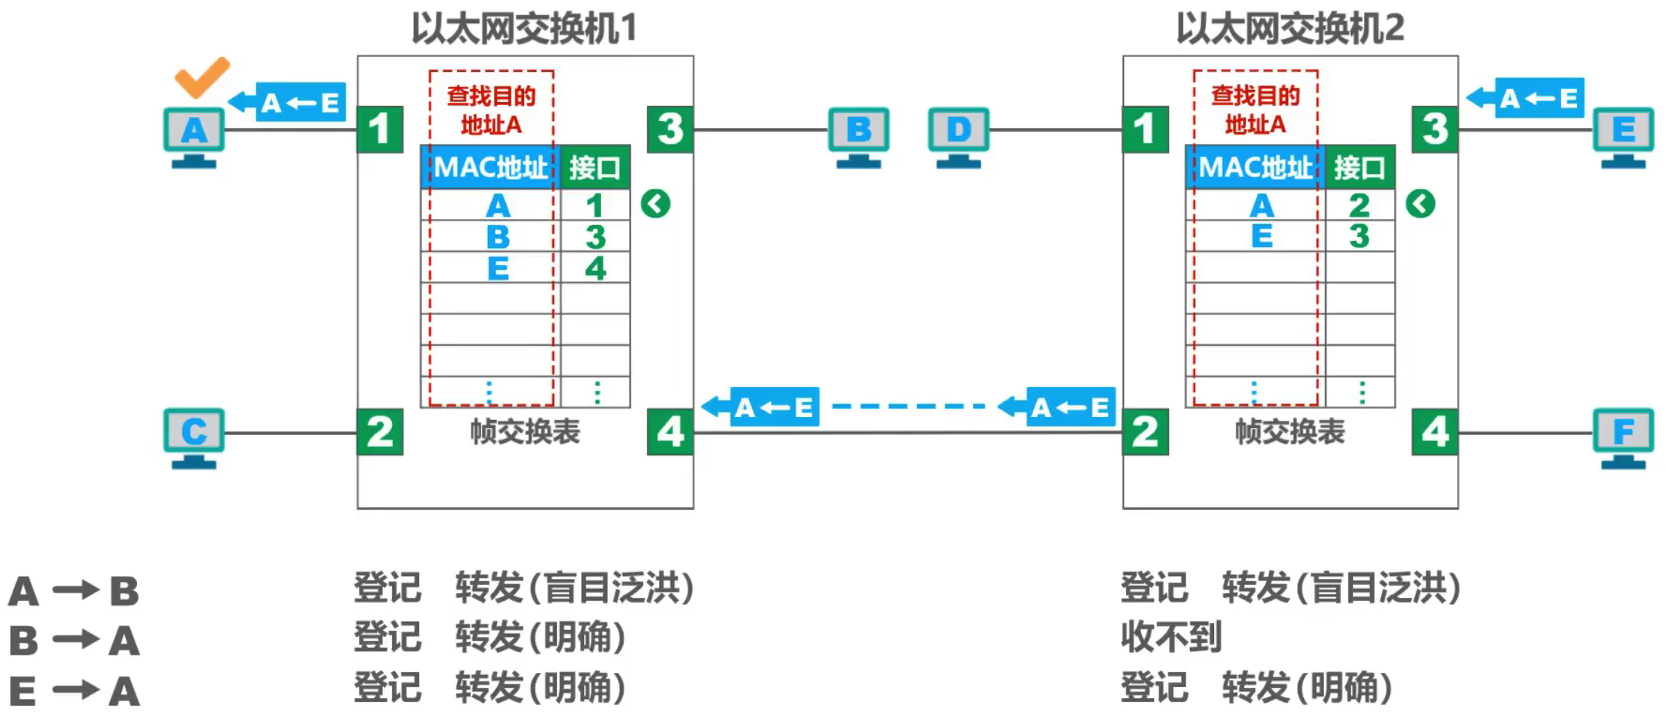 以太网交换机1
以太网交换机2
A←E
查找目的
地址A
查找目的
地址A
A←E
A
1
3
B
D
1
3
E
MAC地址 接口
MAC地址 接口
A 1
A 2
B 3
E 3
E 4
⋮ ⋮
⋮ ⋮
A←E
A←E
C
2
帧交换表
4
2
帧交换表
4
F
A→B 登记 转发(盲目泛洪) 登记 转发(盲目泛洪)
B→A 登记 转发(明确) 收不到
E→A 登记 转发(明确) 登记 转发(明确)